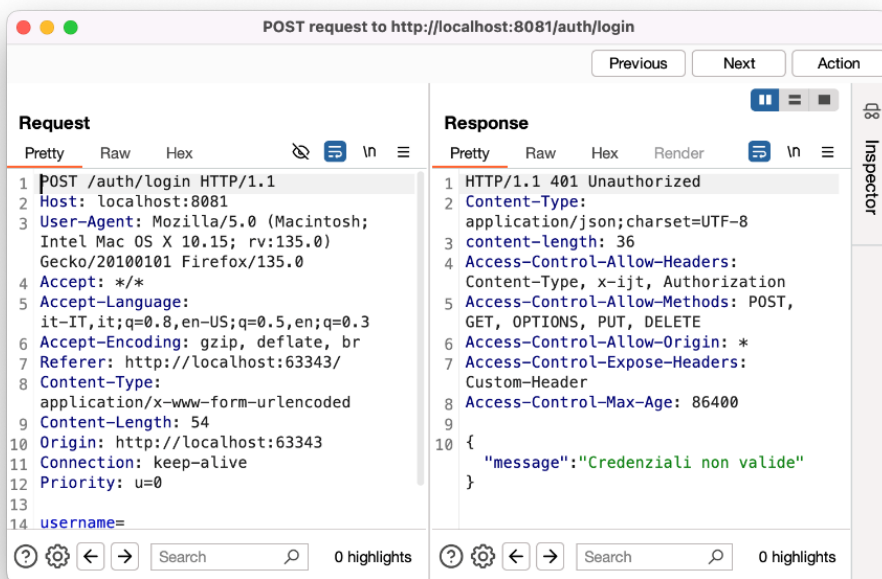 POST request to http://localhost:8081/auth/login
Previous
Next
Action
Request
Pretty Raw Hex \n
1 POST /auth/login HTTP/1.1
2 Host: localhost:8081
3 User-Agent: Mozilla/5.0 (Macintosh;
Intel Mac OS X 10.15; rv:135.0)
Gecko/20100101 Firefox/135.0
4 Accept: */*
5 Accept-Language:
it-IT,it;q=0.8,en-US;q=0.5,en;q=0.3
6 Accept-Encoding: gzip, deflate, br
7 Referer: http://localhost:63343/
8 Content-Type:
application/x-www-form-urlencoded
9 Content-Length: 54
10 Origin: http://localhost:63343
11 Connection: keep-alive
12 Priority: u=0
13
14 username=
Search
0 highlights
Response
Pretty Raw Hex Render \n
1 HTTP/1.1 401 Unauthorized
2 Content-Type:
application/json;charset=UTF-8
3 content-length: 36
4 Access-Control-Allow-Headers:
Content-Type, x-ijt, Authorization
5 Access-Control-Allow-Methods: POST,
GET, OPTIONS, PUT, DELETE
6 Access-Control-Allow-Origin: *
7 Access-Control-Expose-Headers:
Custom-Header
8 Access-Control-Max-Age: 86400
9
10 {
"message":"Credenziali non valide"
}
Search
0 highlights
Inspector